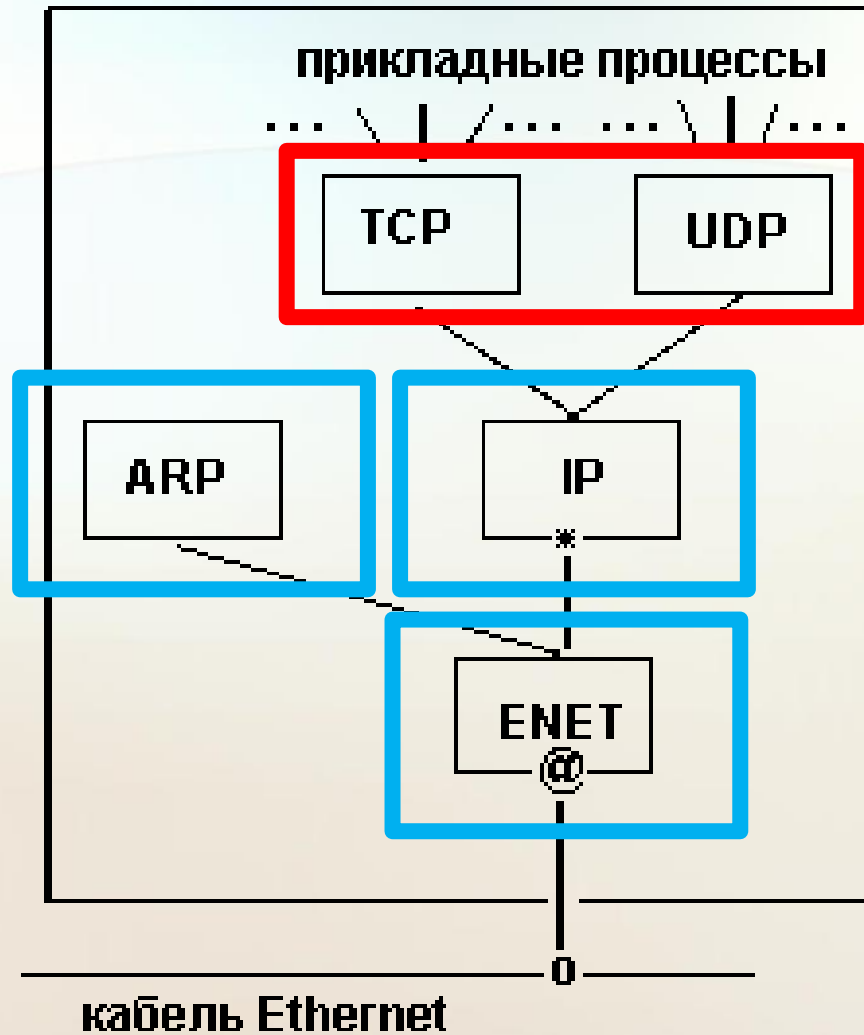 прикладные процессы
... ... ... ...
TCP UDP
ARP IP
*
ENET
@
o
кабель Ethernet